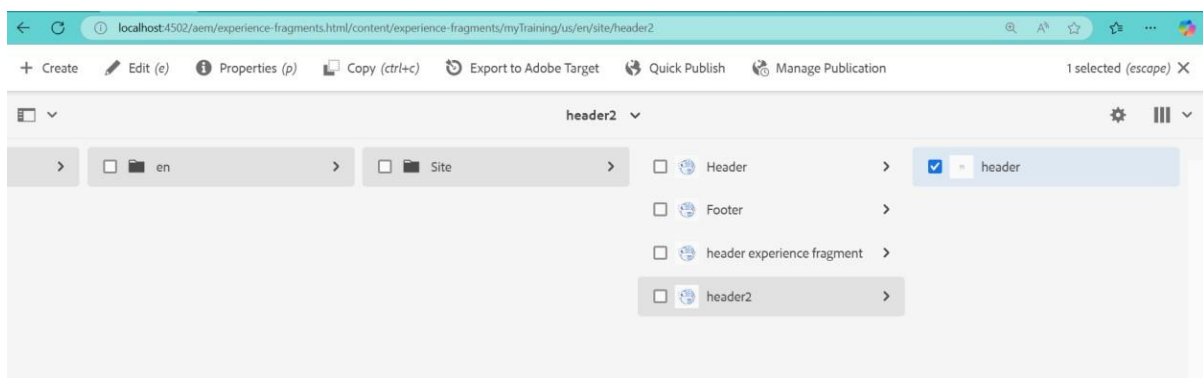 localhost:4502/aem/experience-fragments.html/content/experience-fragments/myTraining/us/en/site/header2
+ Create Edit (e) Properties (p) Copy (ctrl+c) Export to Adobe Target Quick Publish Manage Publication 1 selected (escape) X
header2
en Site Header header
Footer
header experience fragment
header2